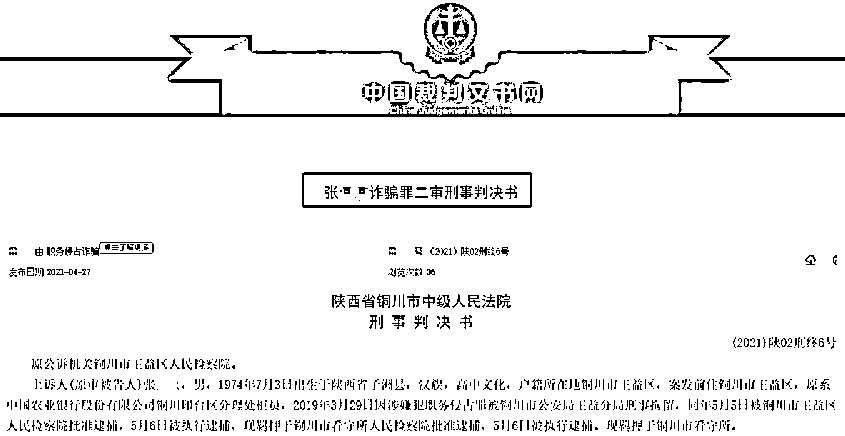 中国裁判文书网
China Judgements Online
张诈骗罪二审刑事判决书
案 由 职务侵占诈骗
案 号 (2021)陕02刑终6号
发布日期 2021-04-27
浏览次数 36
陕西省铜川市中级人民法院
刑 事 判 决 书
(2021)陕02刑终6号
原公诉机关铜川市王益区人民检察院。
上诉人(原审被告人)张，男，1974年7月3日出生于陕西省子洲县，汉族，高中文化，户籍所在地铜川市王益区，案发前住铜川市王益区，原系
中国农业银行股份有限公司铜川印台区分理处柜员，2019年3月29日因涉嫌犯职务侵占罪被铜川市公安局王益分局刑事拘留，同年5月5日被铜川市王益区
人民检察院批准逮捕，5月6日被执行逮捕，现羁押于铜川市看守所人民检察院批准逮捕，5月6日被执行逮捕。现羁押于铜川市看守所。